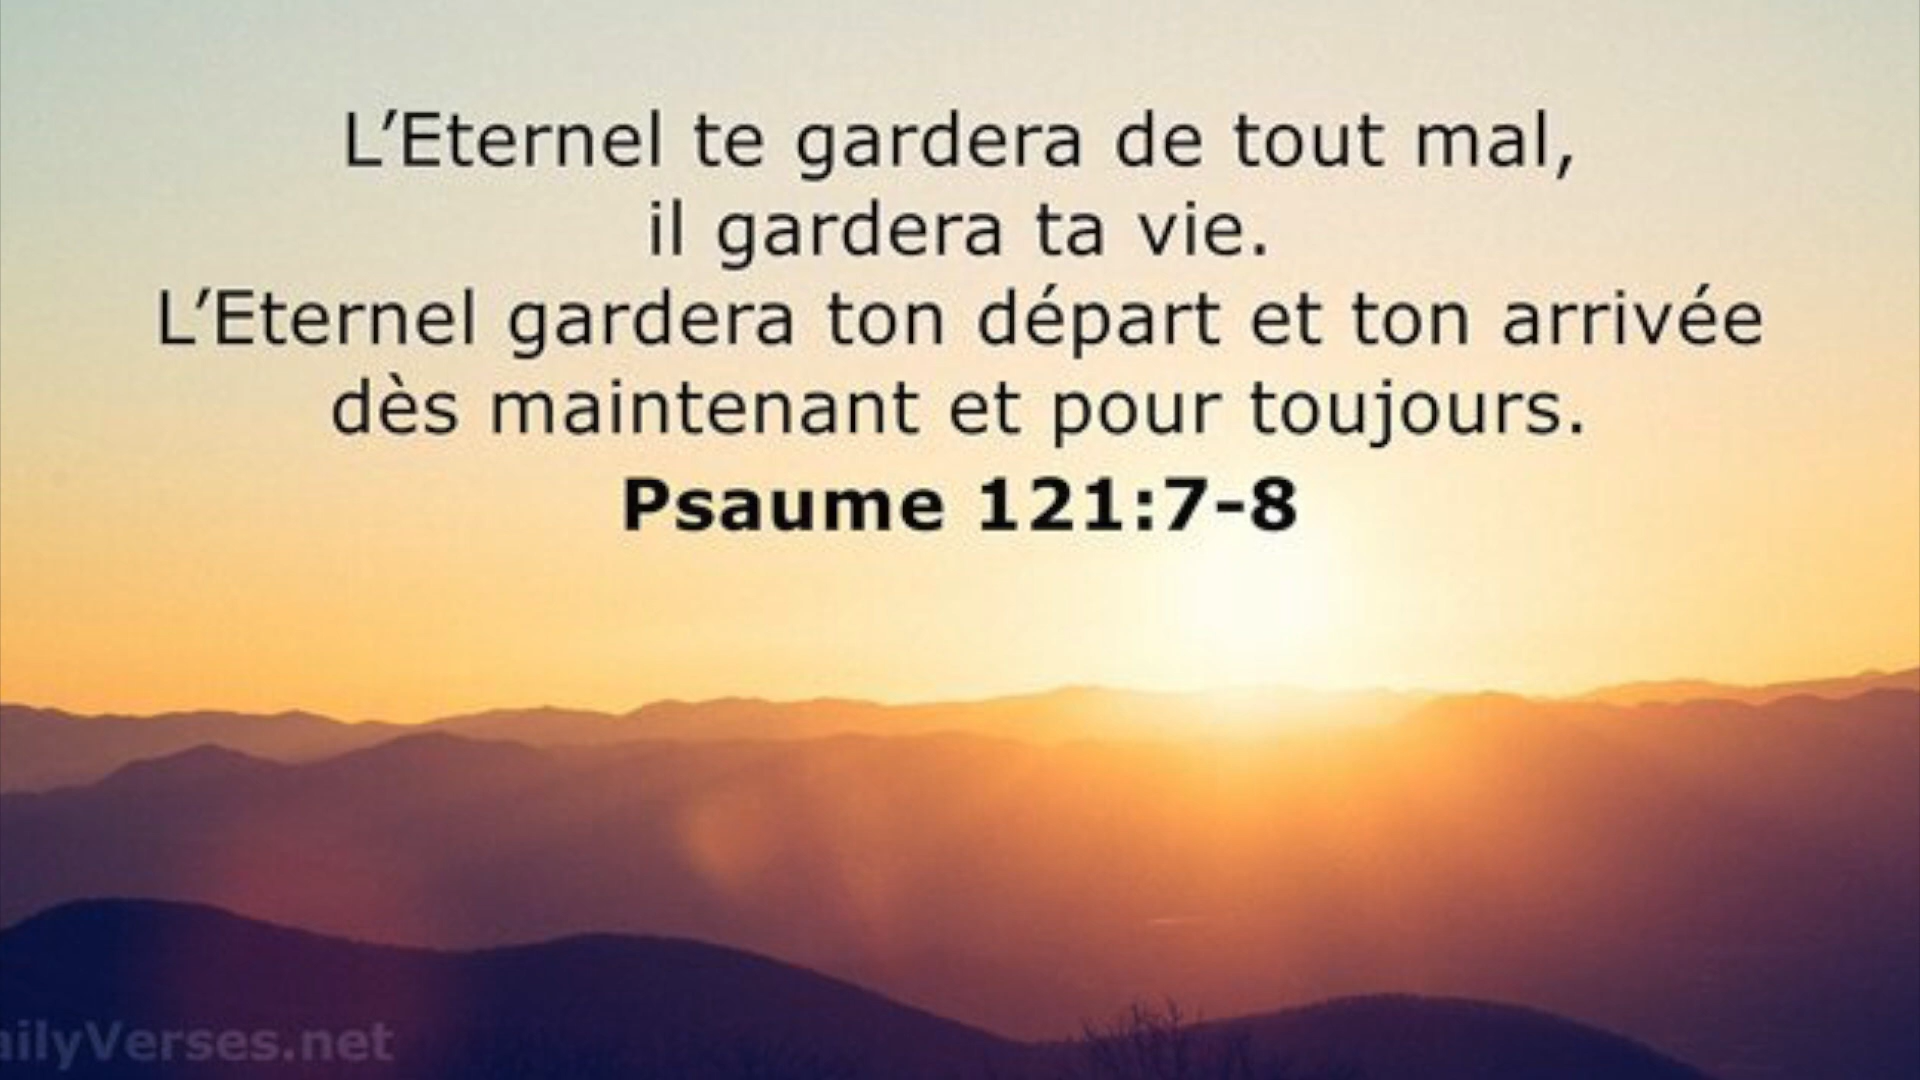 L’Eternel te gardera de tout mal,
il gardera ta vie.
L’Eternel gardera ton départ et ton arrivée
dès maintenant et pour toujours.
Psaume 121:7-8
ailyVerses.net